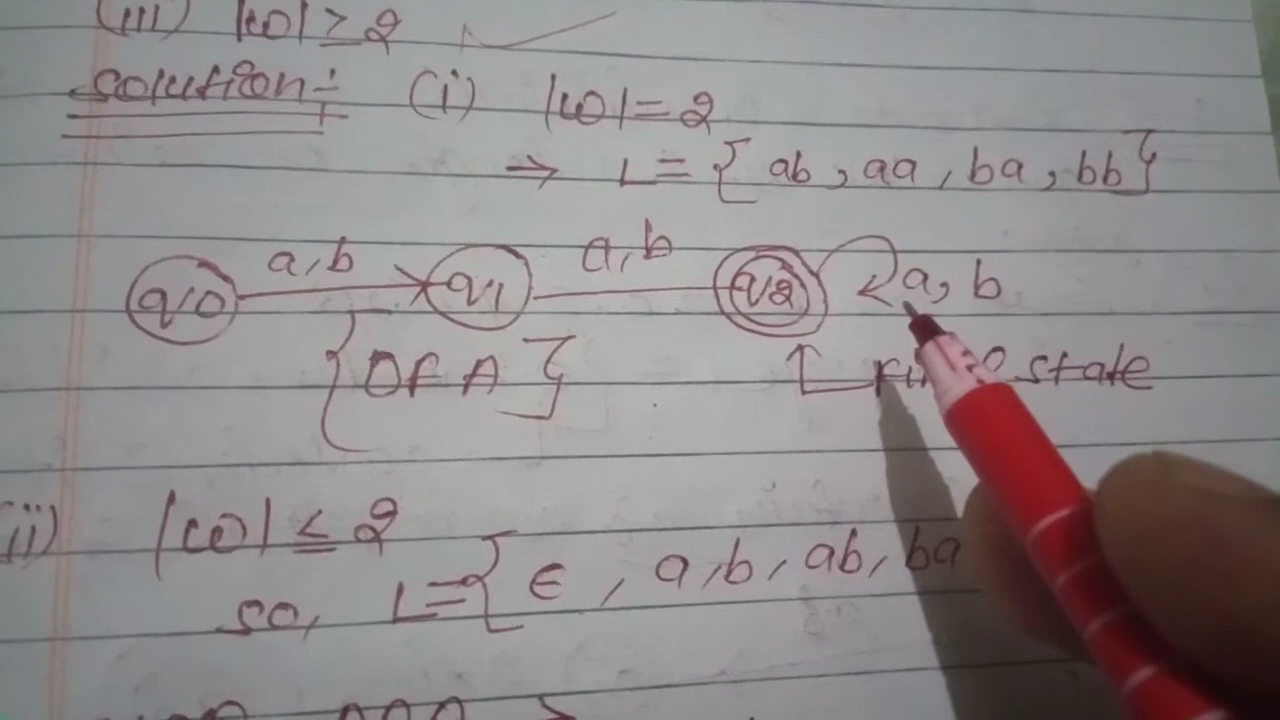 (iii) |w| ≥ 2
Solution:- (i) |w| = 2
⇒ L = { ab, aa, ba, bb }
q0 a,b q1 a,b q2 a, b
{ DFA } state
(ii) |w| ≤ 2
so, L = { ε, a, b, ab, ba